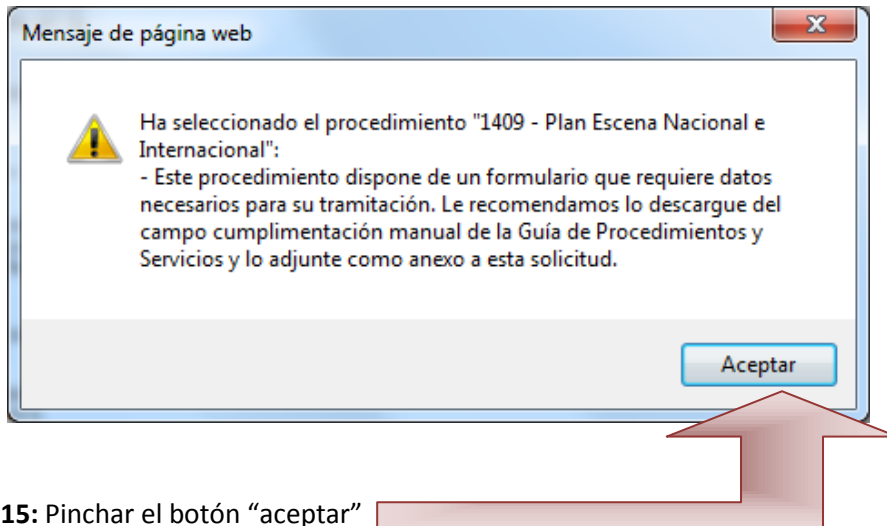 Mensaje de página web
Ha seleccionado el procedimiento "1409 - Plan Escena Nacional e
Internacional":
- Este procedimiento dispone de un formulario que requiere datos
necesarios para su tramitación. Le recomendamos lo descargue del
campo cumplimentación manual de la Guía de Procedimientos y
Servicios y lo adjunte como anexo a esta solicitud.
Aceptar
15: Pinchar el botón “aceptar”